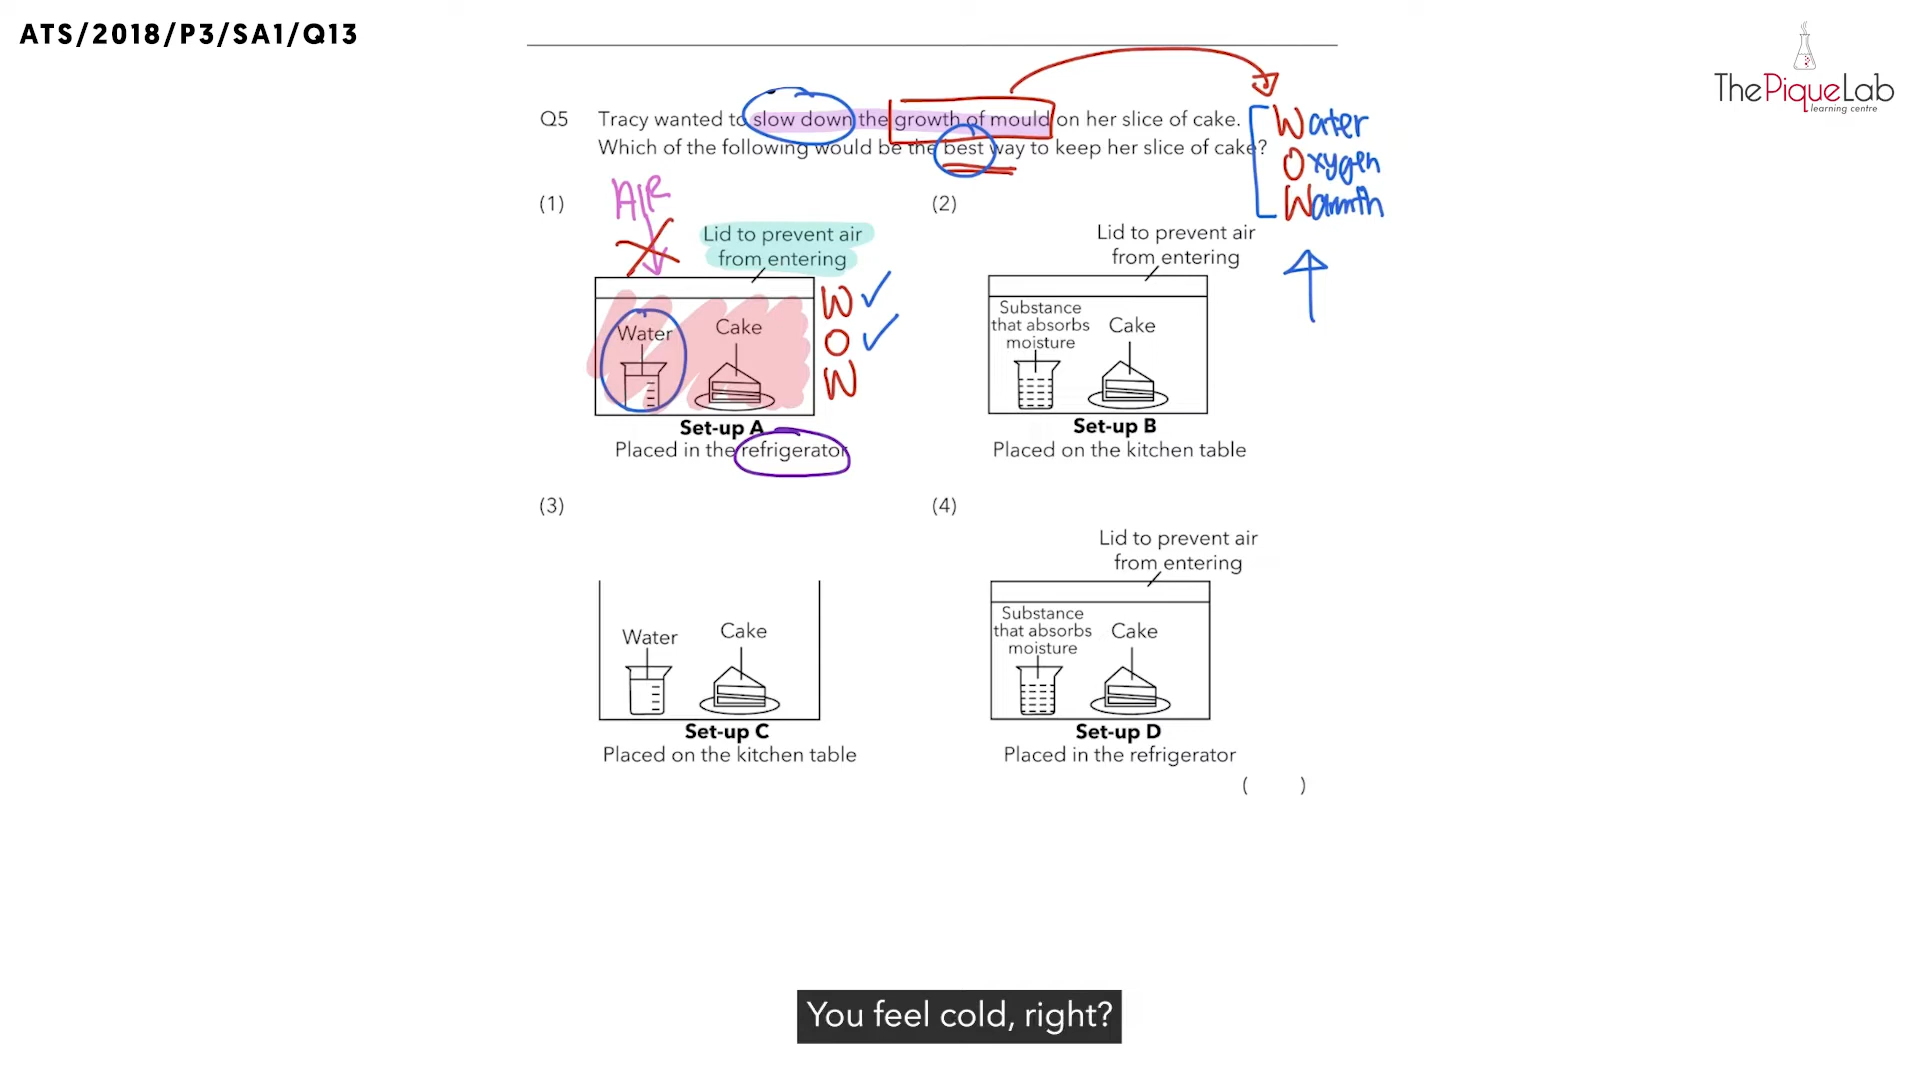 ATS/2018/P3/SA1/Q13
ThePiqueLab
learning centre
Q5 Tracy wanted to slow down the growth of mould on her slice of cake.
Which of the following would be the best way to keep her slice of cake?
Water
Oxygen
Warmth
(1)
AIR
Lid to prevent air
from entering
Water
Cake
W ✓
O ✓
W
Set-up A
Placed in the refrigerator
(2)
Lid to prevent air
from entering
Substance
that absorbs
moisture
Cake
Set-up B
Placed on the kitchen table
(3)
Water
Cake
Set-up C
Placed on the kitchen table
(4)
Lid to prevent air
from entering
Substance
that absorbs
moisture
Cake
Set-up D
Placed in the refrigerator
( )
You feel cold, right?